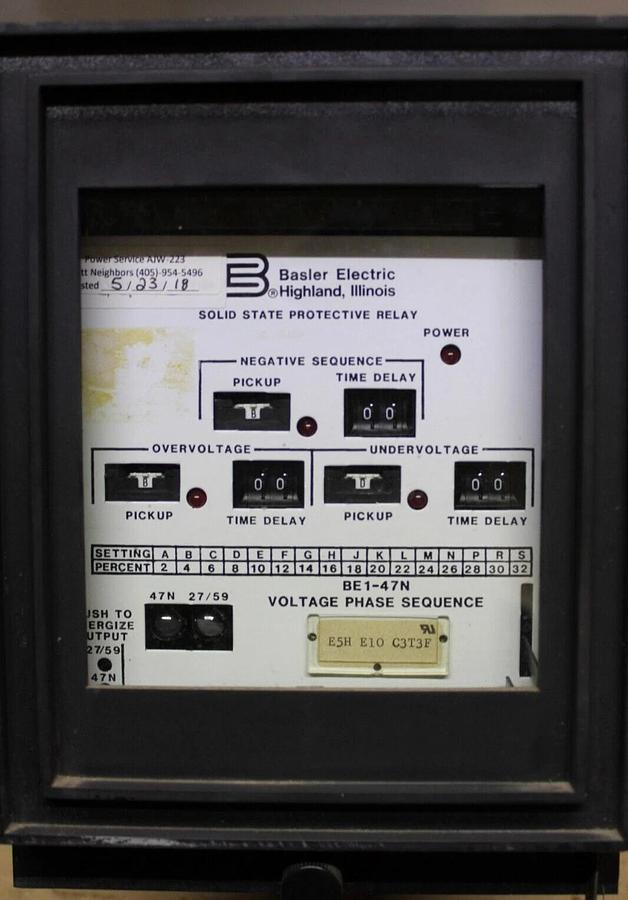 Power Service AJW-223
tt Neighbors (405)-954-5496
sted 5/23/18
B
® Basler Electric
Highland, Illinois
SOLID STATE PROTECTIVE RELAY
POWER
NEGATIVE SEQUENCE
PICKUP
TIME DELAY
B
0 0
OVERVOLTAGE
UNDERVOLTAGE
B
0 0
D
0 0
PICKUP
TIME DELAY
PICKUP
TIME DELAY
SETTING A B C D E F G H J K L M N P R S
PERCENT 2 4 6 8 10 12 14 16 18 20 22 24 26 28 30 32
BE1-47N
VOLTAGE PHASE SEQUENCE
47N 27/59
USH TO
ERGIZE
UTPUT
27/59
47N
E5H E1O C3T3F